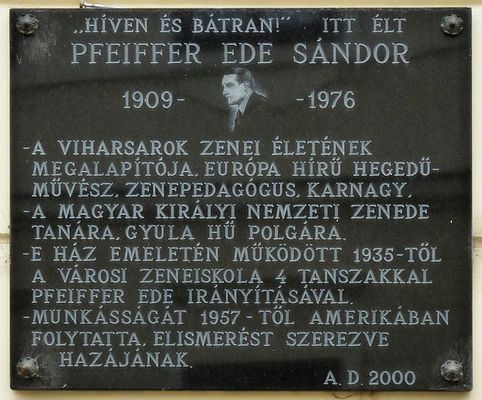 „HÍVEN ÉS BÁTRAN!” ITT ÉLT
PFEIFFER EDE SÁNDOR
1909- -1976
-A VIHARSAROK ZENEI ÉLETÉNEK
MEGALAPÍTÓJA, EURÓPA HÍRŰ HEGEDŰ-
MŰVÉSZ, ZENEPEDAGÓGUS, KARNAGY,
-A MAGYAR KIRÁLYI NEMZETI ZENEDE
TANÁRA, GYULA HŰ POLGÁRA.
-E HÁZ EMELETÉN MŰKÖDÖTT 1935-TŐL
A VÁROSI ZENEISKOLA 4 TANSZAKKAL
PFEIFFER EDE IRÁNYÍTÁSÁVAL.
-MUNKÁSSÁGÁT 1957-TŐL AMERIKÁBAN
FOLYTATTA, ELISMERÉST SZEREZVE
HAZÁJÁNAK.
A. D. 2000